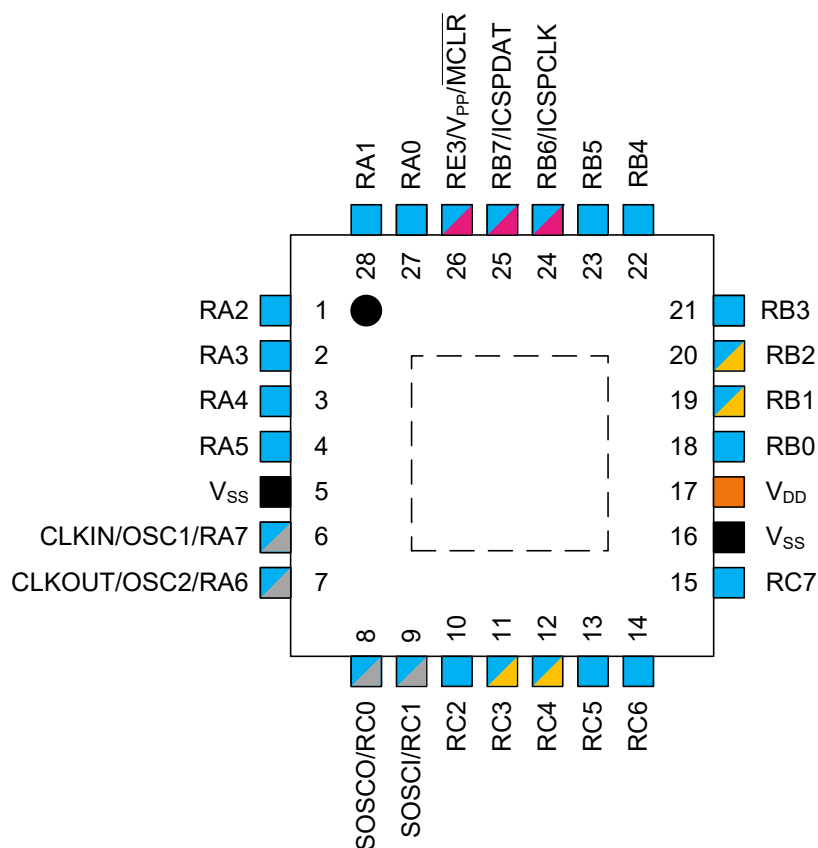 RA1
RA0
RE3/VPP/MCLR
RB7/ICSPDAT
RB6/ICSPCLK
RB5
RB4
28
27
26
25
24
23
22
RA2 1
RA3 2
RA4 3
RA5 4
VSS 5
CLKIN/OSC1/RA7 6
CLKOUT/OSC2/RA6 7
21 RB3
20 RB2
19 RB1
18 RB0
17 VDD
16 VSS
15 RC7
8
9
10
11
12
13
14
SOSCO/RC0
SOSCI/RC1
RC2
RC3
RC4
RC5
RC6